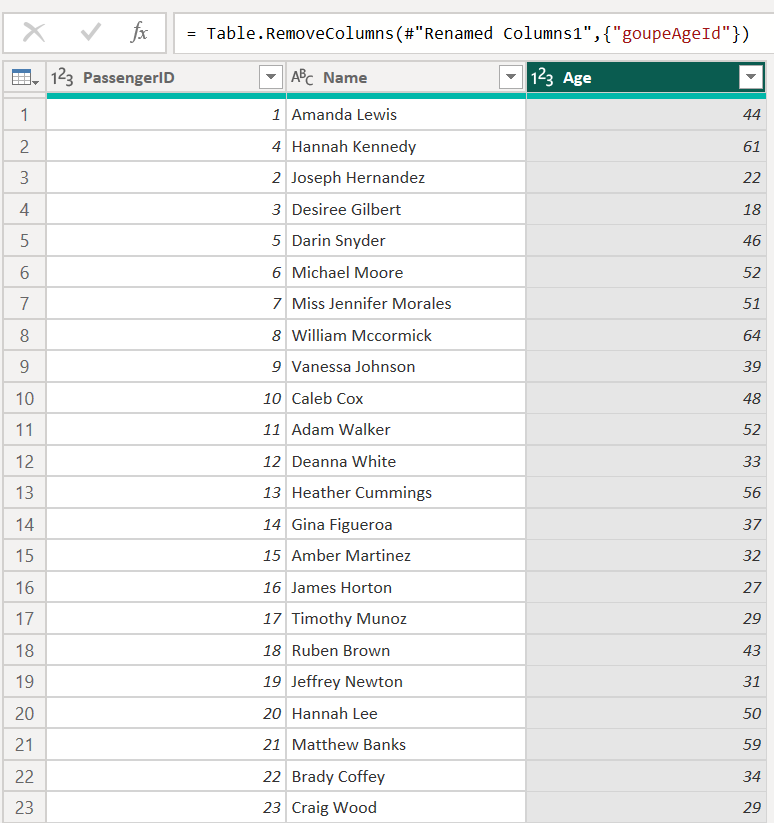 fx = Table.RemoveColumns(#"Renamed Columns1",{"goupeAgeId"})
1²3 PassengerID ABC Name 1²3 Age
1 1 Amanda Lewis 44
2 4 Hannah Kennedy 61
3 2 Joseph Hernandez 22
4 3 Desiree Gilbert 18
5 5 Darin Snyder 46
6 6 Michael Moore 52
7 7 Miss Jennifer Morales 51
8 8 William Mccormick 64
9 9 Vanessa Johnson 39
10 10 Caleb Cox 48
11 11 Adam Walker 52
12 12 Deanna White 33
13 13 Heather Cummings 56
14 14 Gina Figueroa 37
15 15 Amber Martinez 32
16 16 James Horton 27
17 17 Timothy Munoz 29
18 18 Ruben Brown 43
19 19 Jeffrey Newton 31
20 20 Hannah Lee 50
21 21 Matthew Banks 59
22 22 Brady Coffey 34
23 23 Craig Wood 29